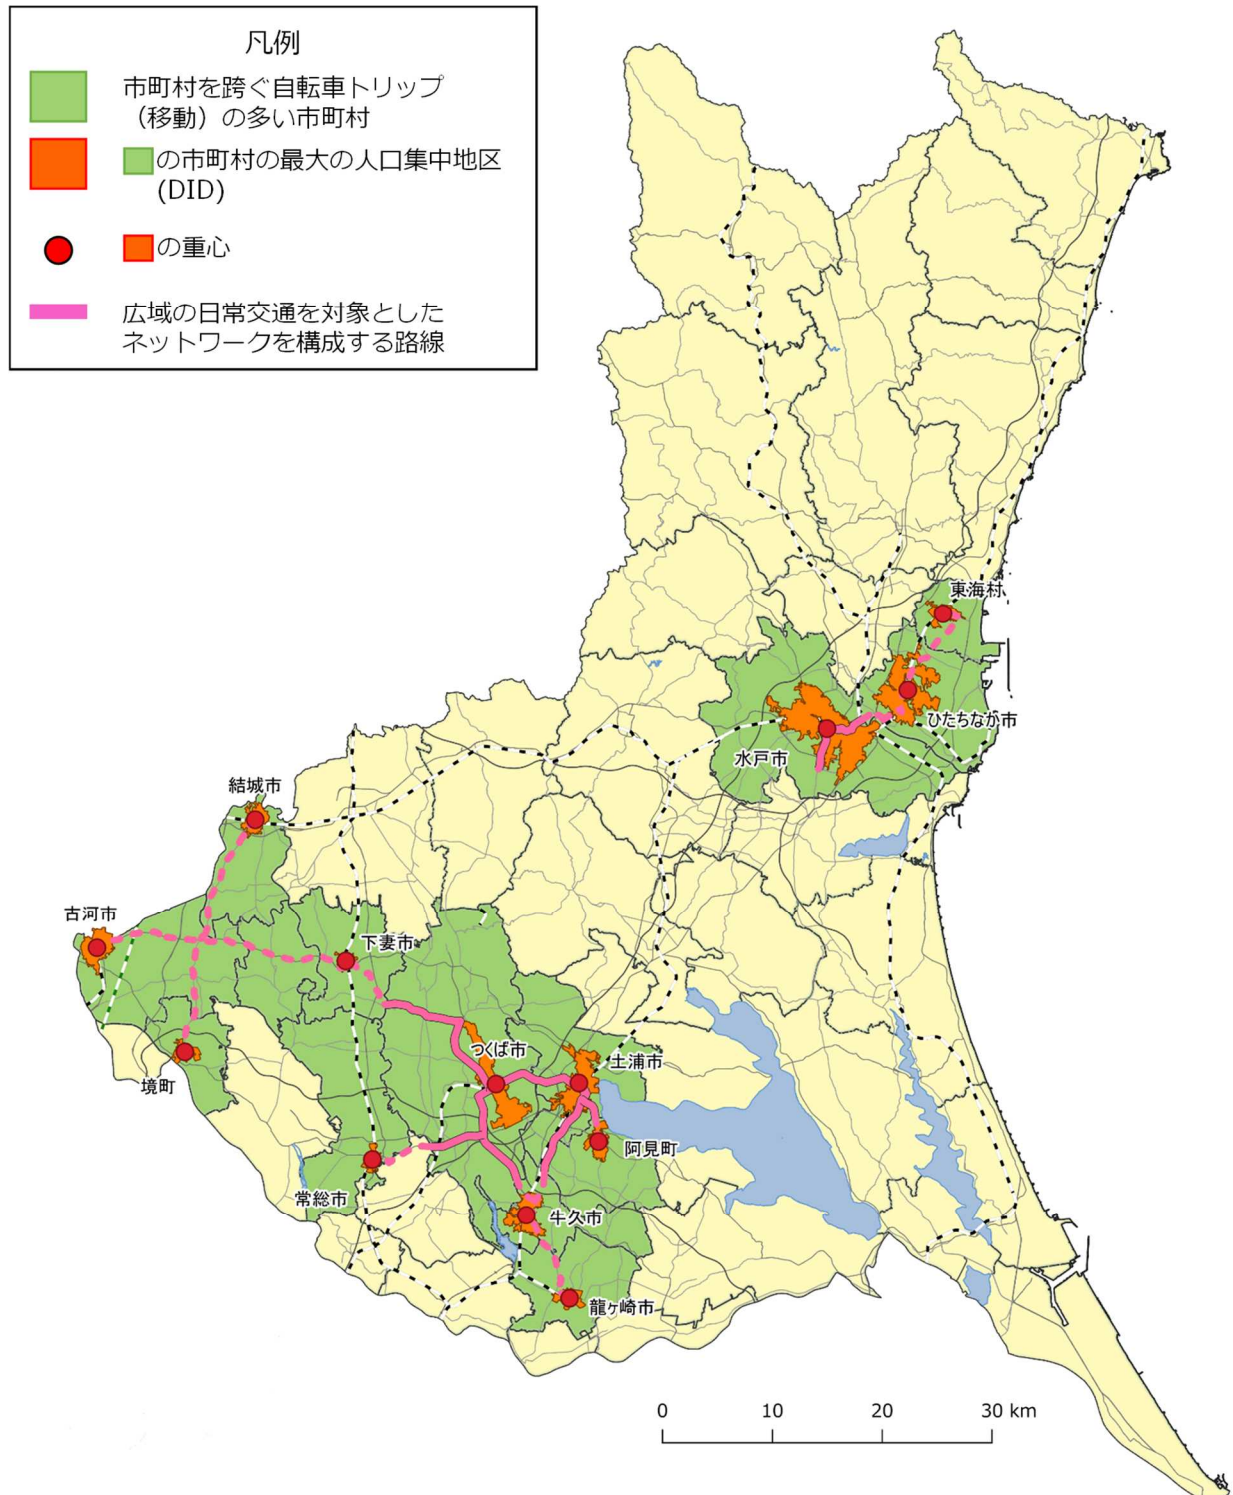 凡例
市町村を跨ぐ自転車トリップ
（移動）の多い市町村
の市町村の最大の人口集中地区
(DID)
の重心
広域の日常交通を対象とした
ネットワークを構成する路線
東海村
ひたちなか市
水戸市
結城市
古河市
下妻市
つくば市
土浦市
境町
阿見町
常総市
牛久市
龍ヶ崎市
0 10 20 30 km